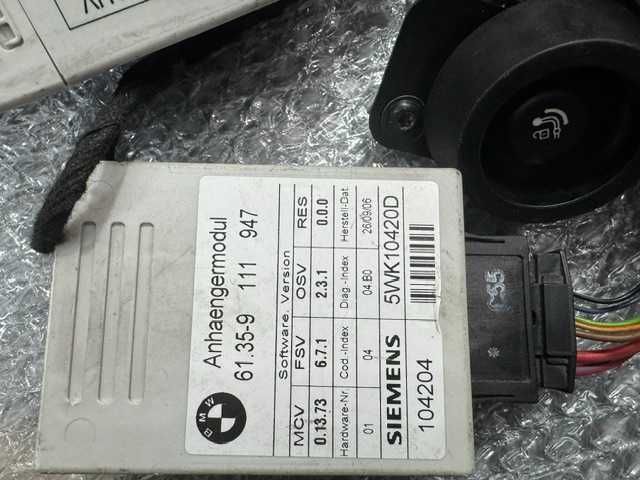 BMW
Anhaengermodul
61.35-9 111 947
Software. Version
MCV FSV OSV RES
0.13.73 6.7.1 2.3.1 0.0.0
Hardware-Nr. Cod.-Index Diag.-Index Herstell-Dat.
01 04 04 B0 26/09/06
SIEMENS 5WK10420D
104204